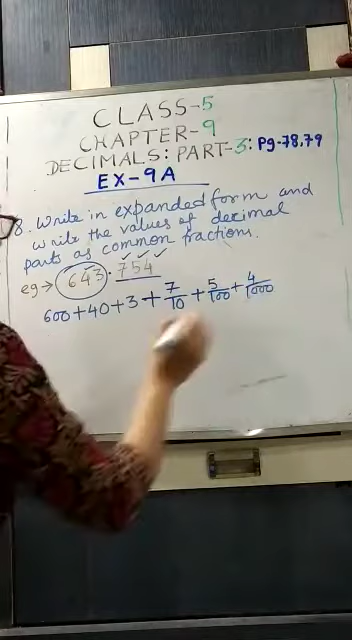 CLASS-5
CHAPTER-9
DECIMALS: PART-3: Pg-78.79
EX-9A
8. Write in expanded form and
write the values of decimal
parts as common fractions.
eg → 643.754
600+40+3+7/10+5/100+4/1000